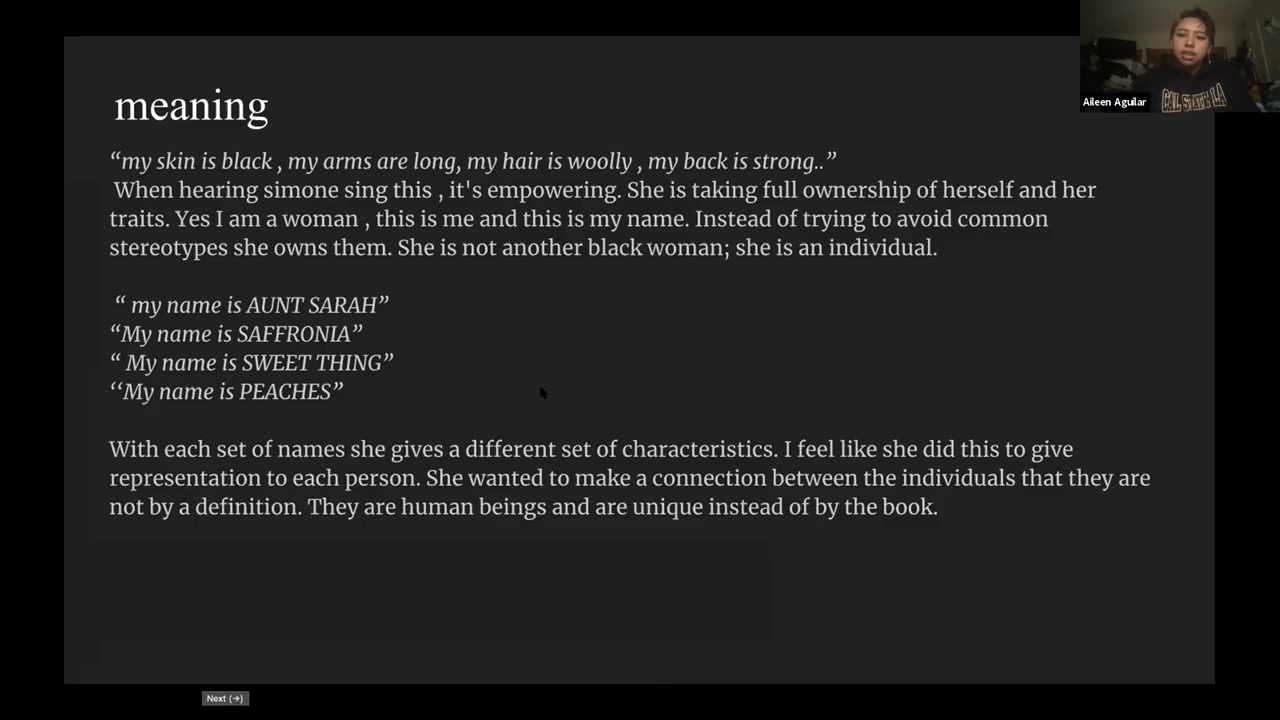 meaning
“my skin is black , my arms are long, my hair is woolly , my back is strong..”
When hearing simone sing this , it's empowering. She is taking full ownership of herself and her
traits. Yes I am a woman , this is me and this is my name. Instead of trying to avoid common
stereotypes she owns them. She is not another black woman; she is an individual.
“ my name is AUNT SARAH”
“My name is SAFFRONIA”
“ My name is SWEET THING”
‘‘My name is PEACHES”
With each set of names she gives a different set of characteristics. I feel like she did this to give
representation to each person. She wanted to make a connection between the individuals that they are
not by a definition. They are human beings and are unique instead of by the book.
Aileen Aguilar
CAL STATE LA
Next (→)